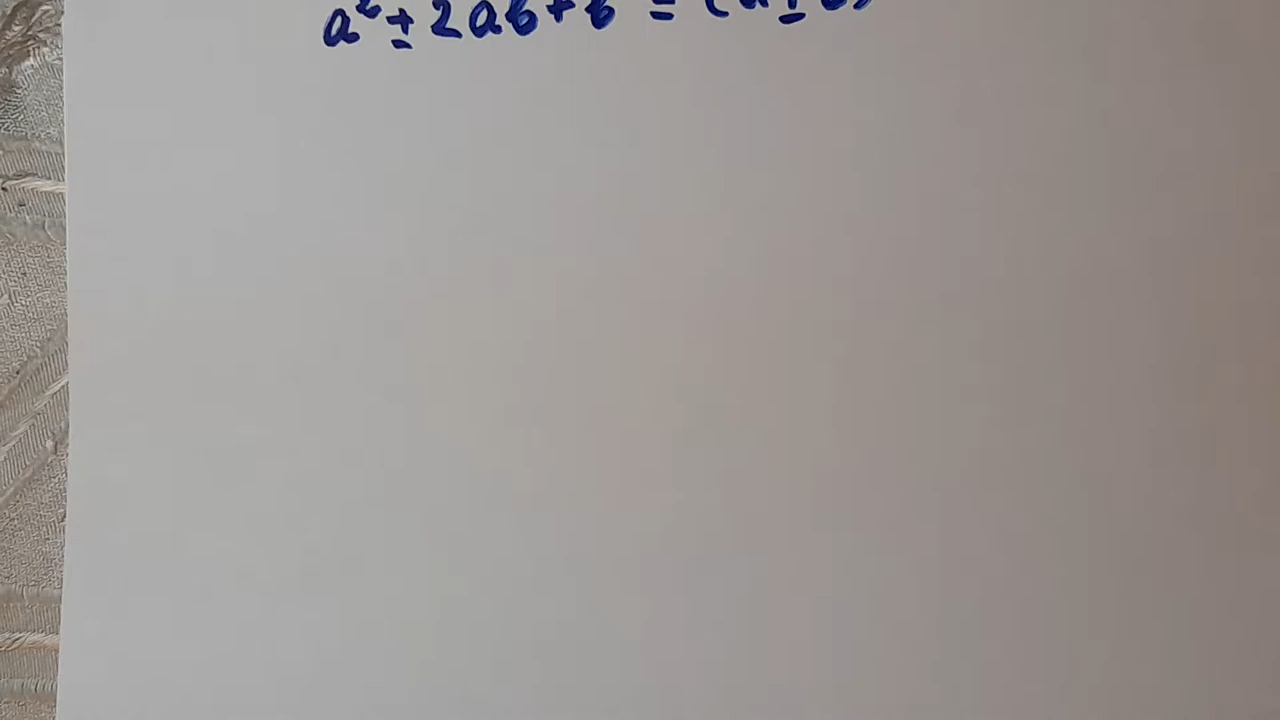 a² ± 2ab + b = (a ± b)